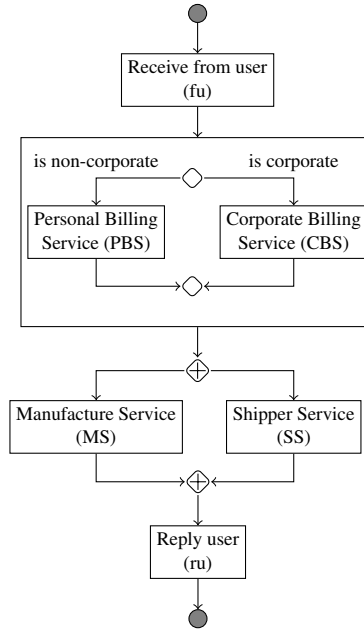 Receive from user
(fu)
is non-corporate
is corporate
Personal Billing
Service (PBS)
Corporate Billing
Service (CBS)
Manufacture Service
(MS)
Shipper Service
(SS)
Reply user
(ru)